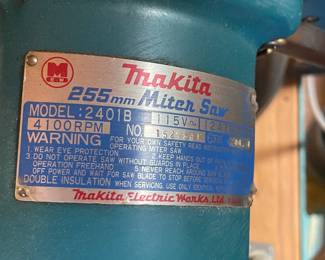 M
Makita
255mm Miter Saw
MODEL: 2401B 115V~ 12A
4100RPM NO.
WARNING FOR YOUR OWN SAFETY READ
OPERATING MITER SAW
1. WEAR EYE PROTECTION. 2. KEEP HANDS OUT OF
3. DO NOT OPERATE SAW WITHOUT GUARDS IN PLACE.
OPERATION. 5. NEVER REACH AROUND SAW BLADE.
OFF POWER AND WAIT FOR SAW BLADE TO STOP BEFORE
DOUBLE INSULATION WHEN SERVICING, USE ONLY IDENTICAL
Makita Electric Works, Ltd.